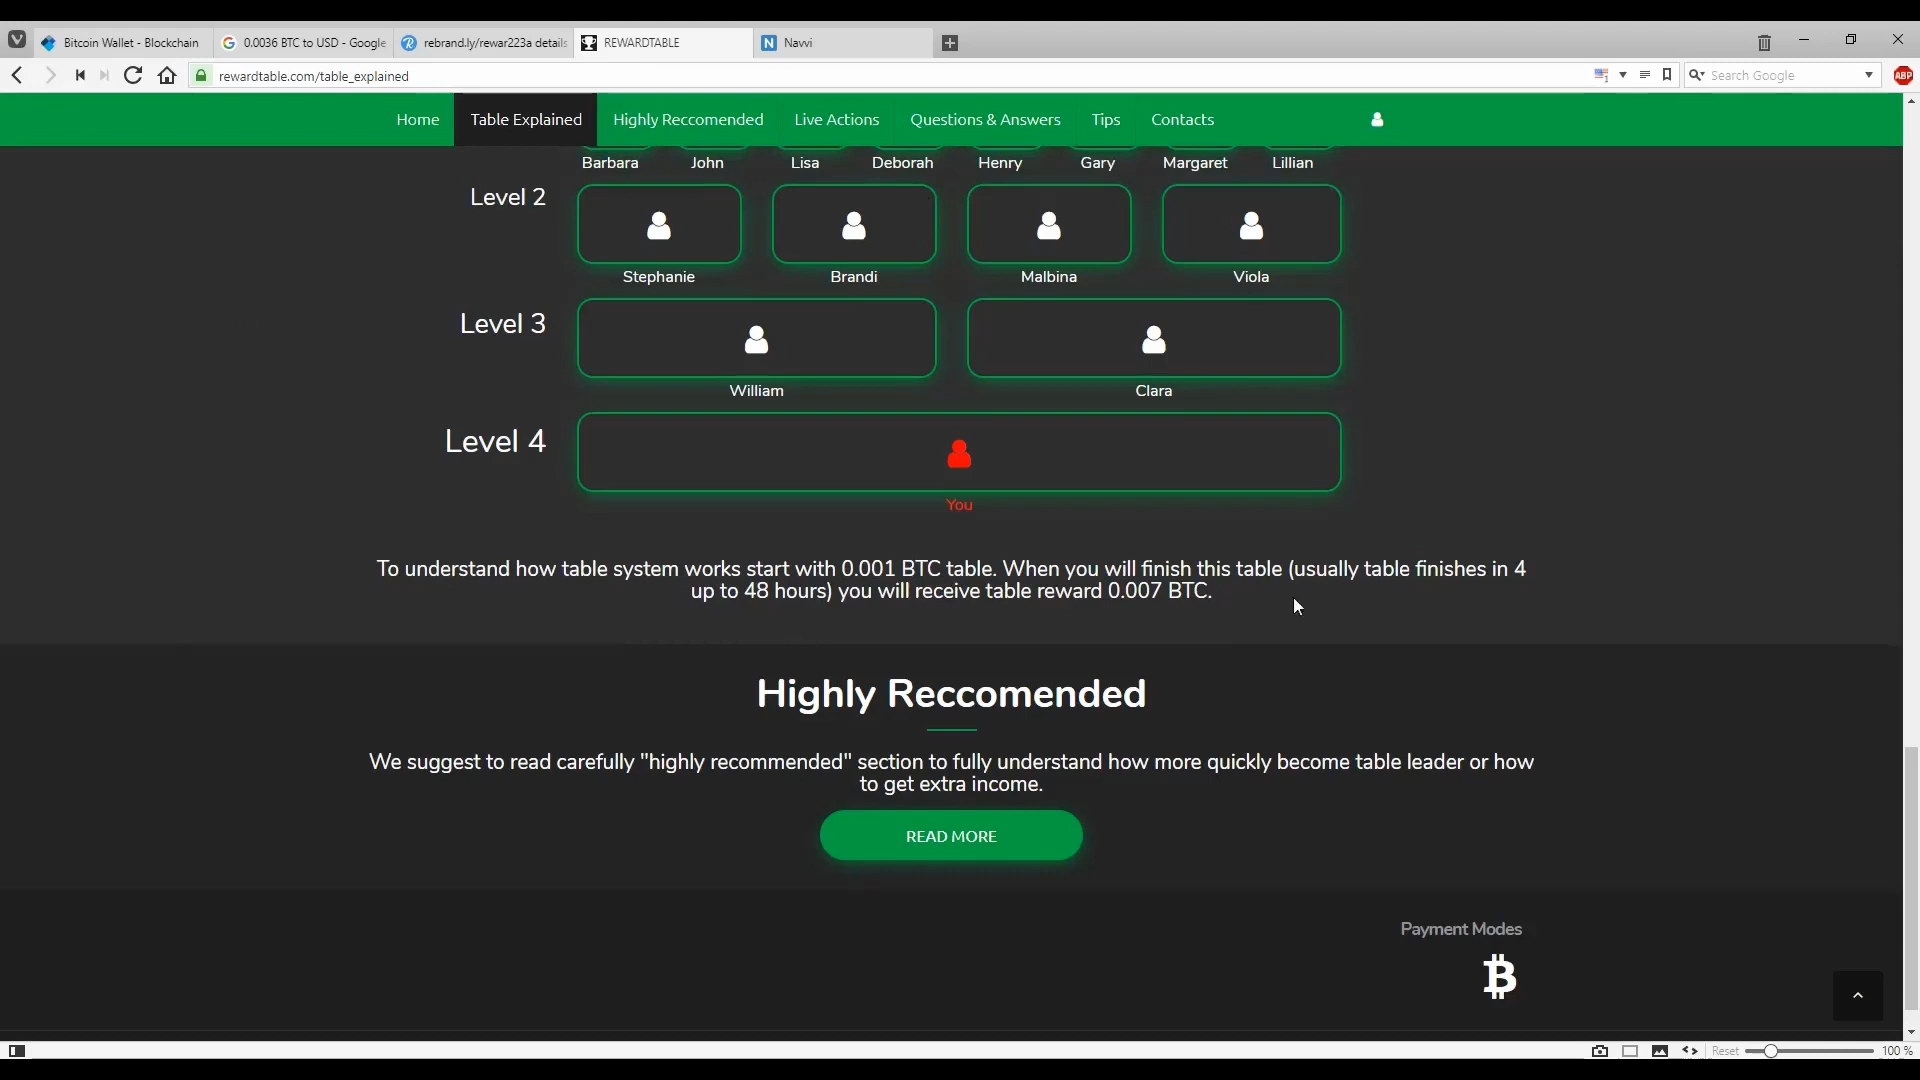 Bitcoin Wallet - Blockchain
0.0036 BTC to USD - Google
rebrand.ly/rewar223a details
REWARDTABLE
N Navvi
rewardtable.com/table_explained
Search Google
ABP
Home
Table Explained
Highly Reccomended
Live Actions
Questions & Answers
Tips
Contacts
Barbara John Lisa Deborah Henry Gary Margaret Lillian
Level 2
Stephanie Brandi Malbina Viola
Level 3
William Clara
Level 4
You
To understand how table system works start with 0.001 BTC table. When you will finish this table (usually table finishes in 4
up to 48 hours) you will receive table reward 0.007 BTC.
Highly Reccomended
We suggest to read carefully "highly recommended" section to fully understand how more quickly become table leader or how
to get extra income.
READ MORE
Payment Modes
Reset
100 %